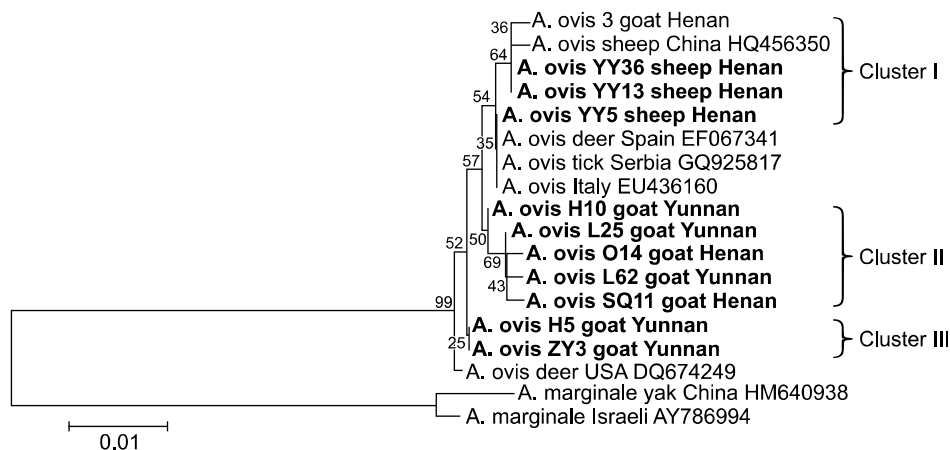 36
A. ovis 3 goat Henan
A. ovis sheep China HQ456350
64
A. ovis YY36 sheep Henan
Cluster I
A. ovis YY13 sheep Henan
54
A. ovis YY5 sheep Henan
35
A. ovis deer Spain EF067341
57
A. ovis tick Serbia GQ925817
A. ovis Italy EU436160
A. ovis H10 goat Yunnan
50
A. ovis L25 goat Yunnan
52
A. ovis O14 goat Henan
Cluster II
69
A. ovis L62 goat Yunnan
43
A. ovis SQ11 goat Henan
99
A. ovis H5 goat Yunnan
Cluster III
25
A. ovis ZY3 goat Yunnan
A. ovis deer USA DQ674249
A. marginale yak China HM640938
A. marginale Israeli AY786994
0.01